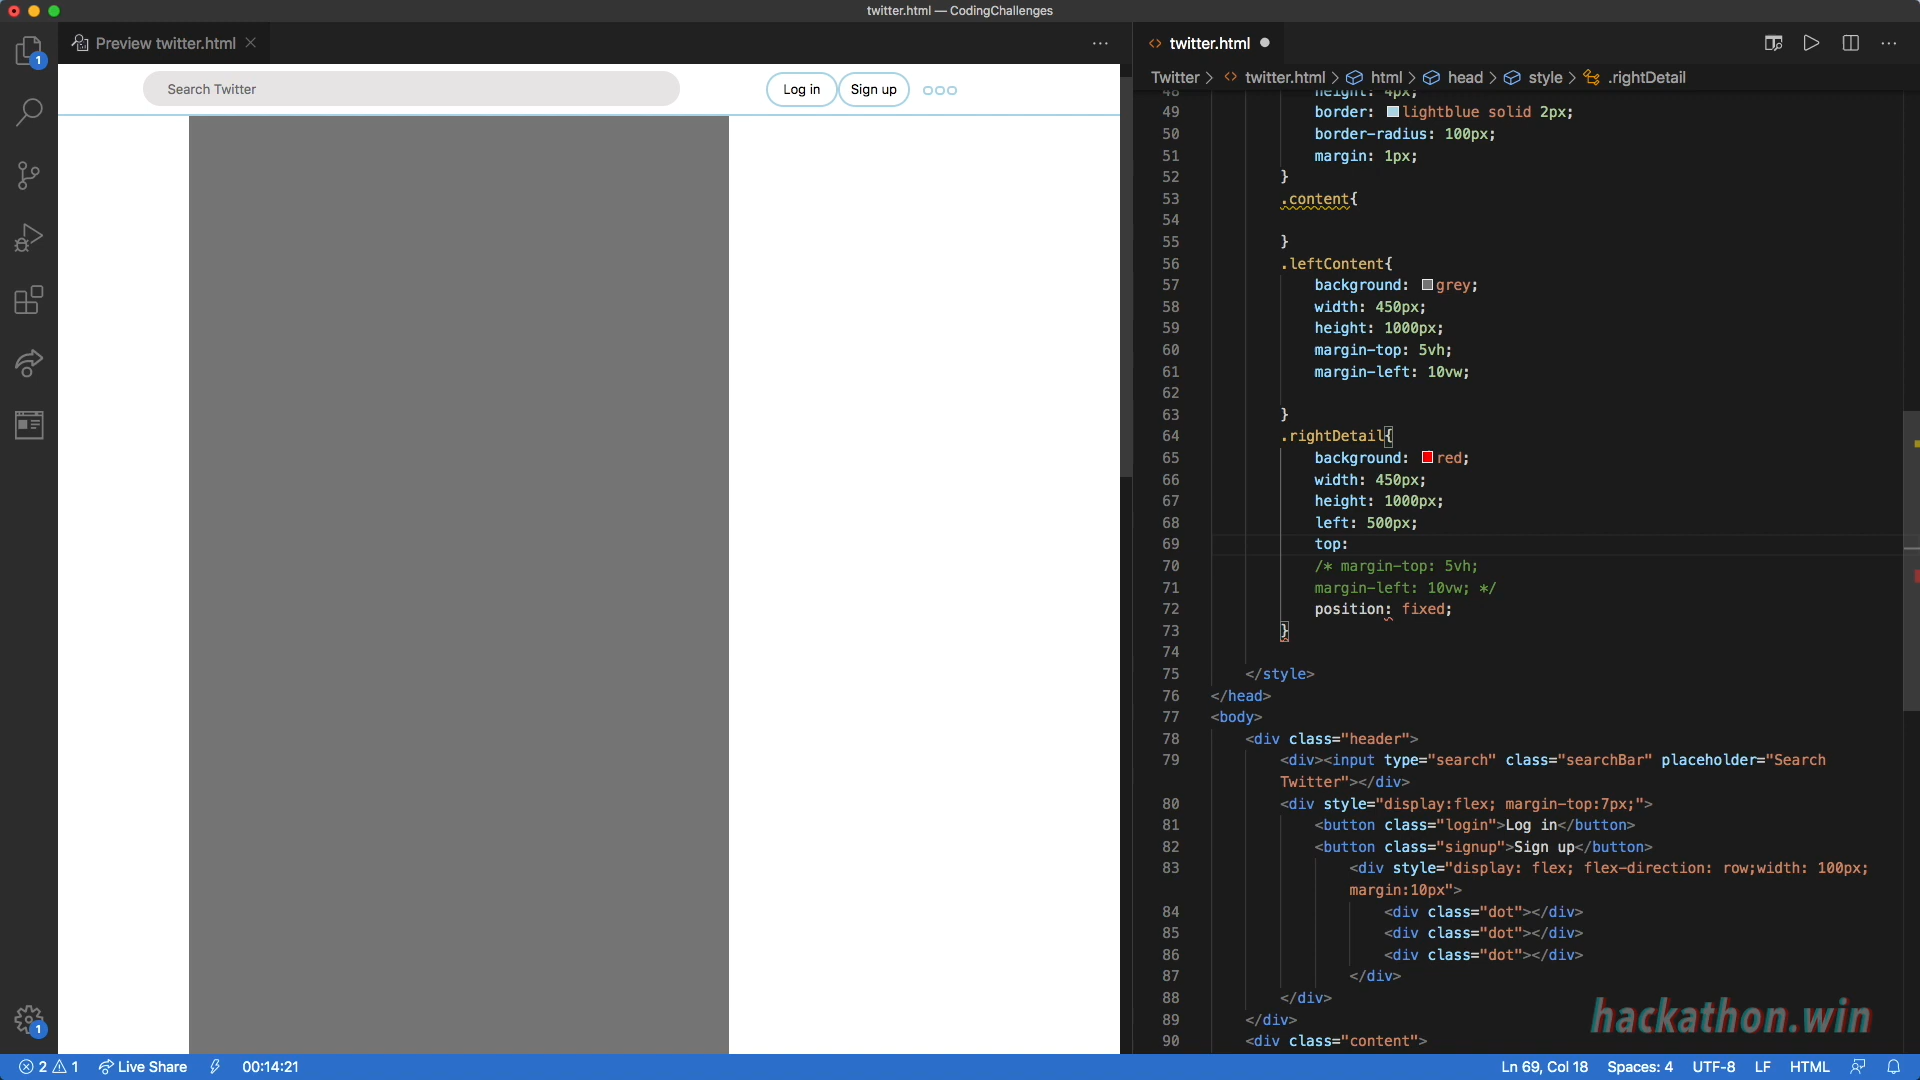 twitter.html — CodingChallenges
1
Preview twitter.html
twitter.html
Search Twitter
Log in
Sign up
Twitter > twitter.html > html > head > style > .rightDetail
48 height: 4px;
49 border: lightblue solid 2px;
50 border-radius: 100px;
51 margin: 1px;
52 }
53 .content{
54
55 }
56 .leftContent{
57 background: grey;
58 width: 450px;
59 height: 1000px;
60 margin-top: 5vh;
61 margin-left: 10vw;
62
63 }
64 .rightDetail{
65 background: red;
66 width: 450px;
67 height: 1000px;
68 left: 500px;
69 top:
70 /* margin-top: 5vh;
71 margin-left: 10vw; */
72 position: fixed;
73 }
74
75 </style>
76 </head>
77 <body>
78 <div class="header">
79 <div><input type="search" class="searchBar" placeholder="Search
Twitter"></div>
80 <div style="display:flex; margin-top:7px;">
81 <button class="login">Log in</button>
82 <button class="signup">Sign up</button>
83 <div style="display: flex; flex-direction: row;width: 100px;
margin:10px">
84 <div class="dot"></div>
85 <div class="dot"></div>
86 <div class="dot"></div>
87 </div>
88 </div>
89 </div>
90 <div class="content">
hackathon.win
1
2 1 Live Share 00:14:21
Ln 69, Col 18 Spaces: 4 UTF-8 LF HTML